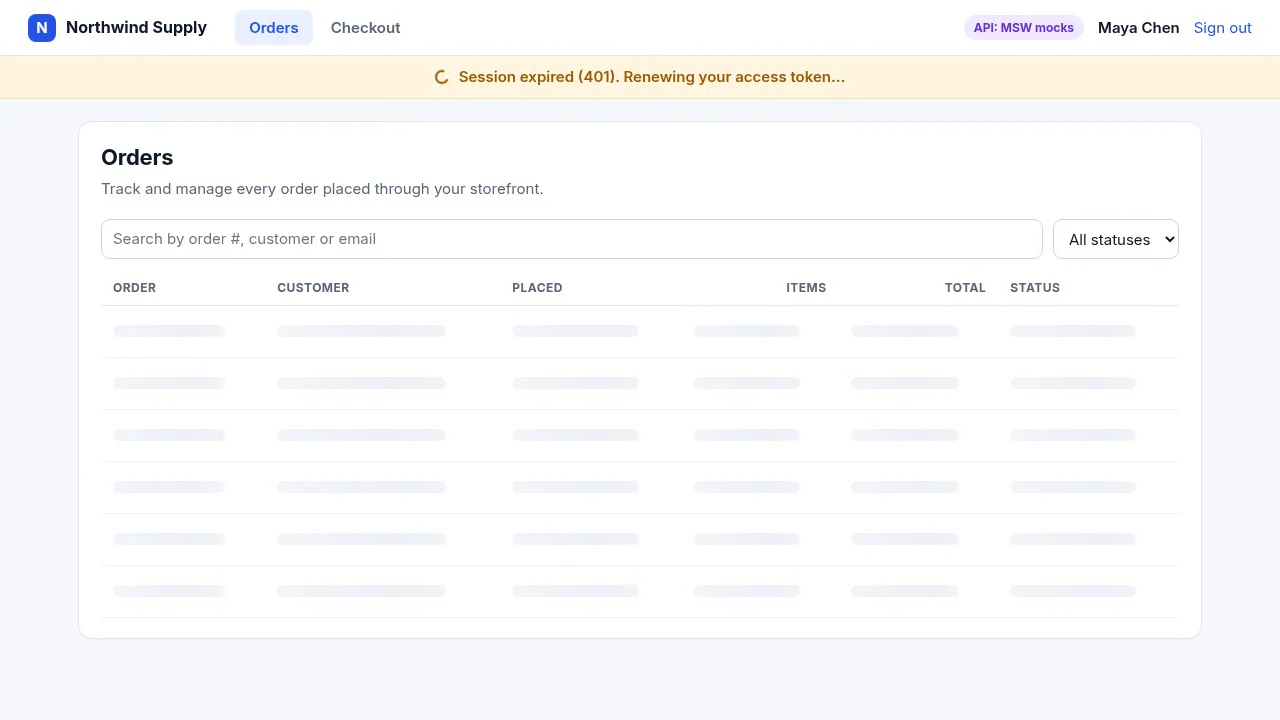 N Northwind Supply Orders Checkout API: MSW mocks Maya Chen Sign out
Session expired (401). Renewing your access token…
Orders
Track and manage every order placed through your storefront.
Search by order #, customer or email All statuses
ORDER CUSTOMER PLACED ITEMS TOTAL STATUS